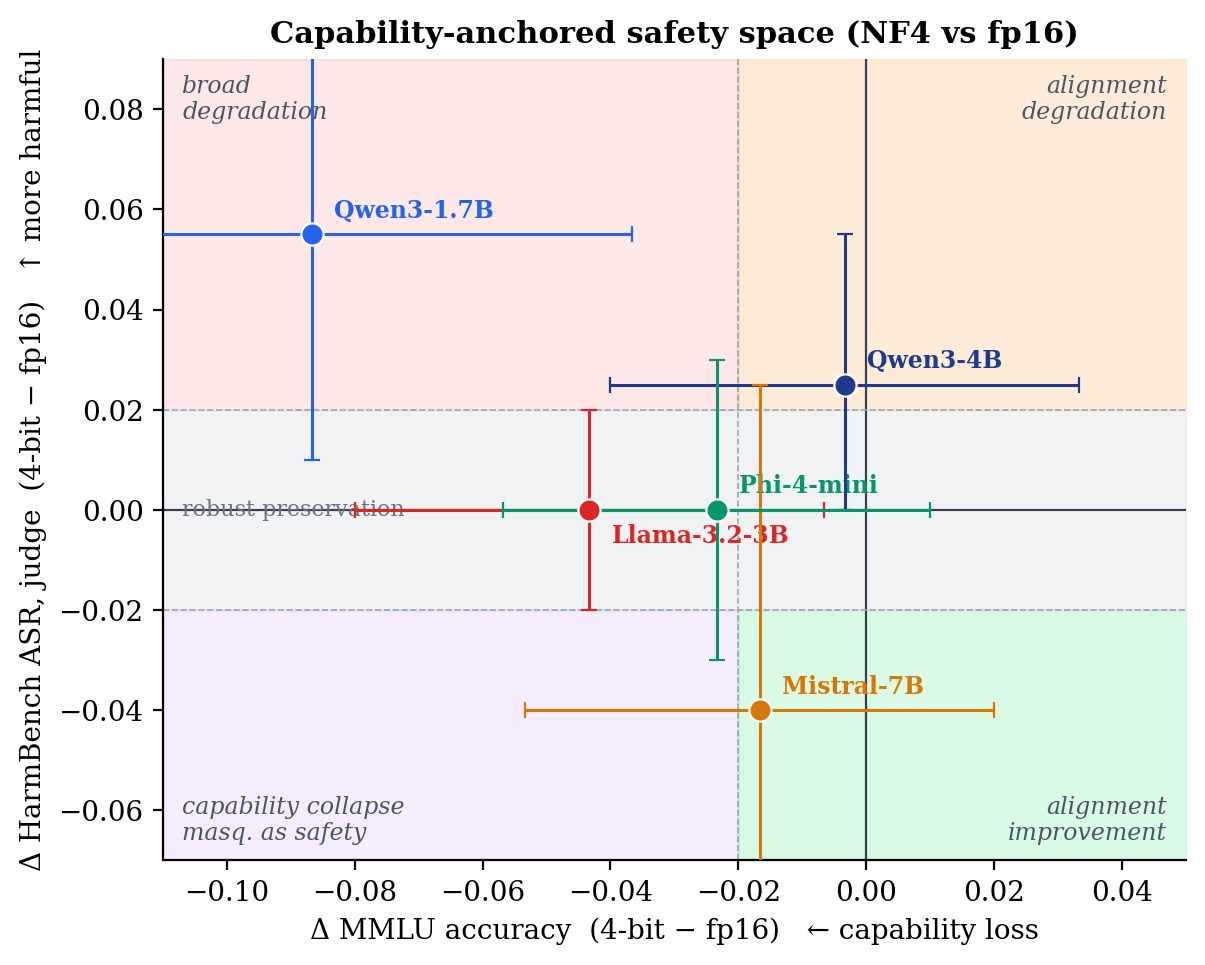 Capability-anchored safety space (NF4 vs fp16)
Δ HarmBench ASR, judge (4-bit − fp16) ↑ more harmful
broad
degradation
alignment
degradation
0.08
0.06
0.04
0.02
0.00
−0.02
−0.04
−0.06
Qwen3-1.7B
Qwen3-4B
Phi-4-mini
robust preservation
Llama-3.2-3B
Mistral-7B
capability collapse
masq. as safety
alignment
improvement
−0.10
−0.08
−0.06
−0.04
−0.02
0.00
0.02
0.04
Δ MMLU accuracy (4-bit − fp16) ← capability loss